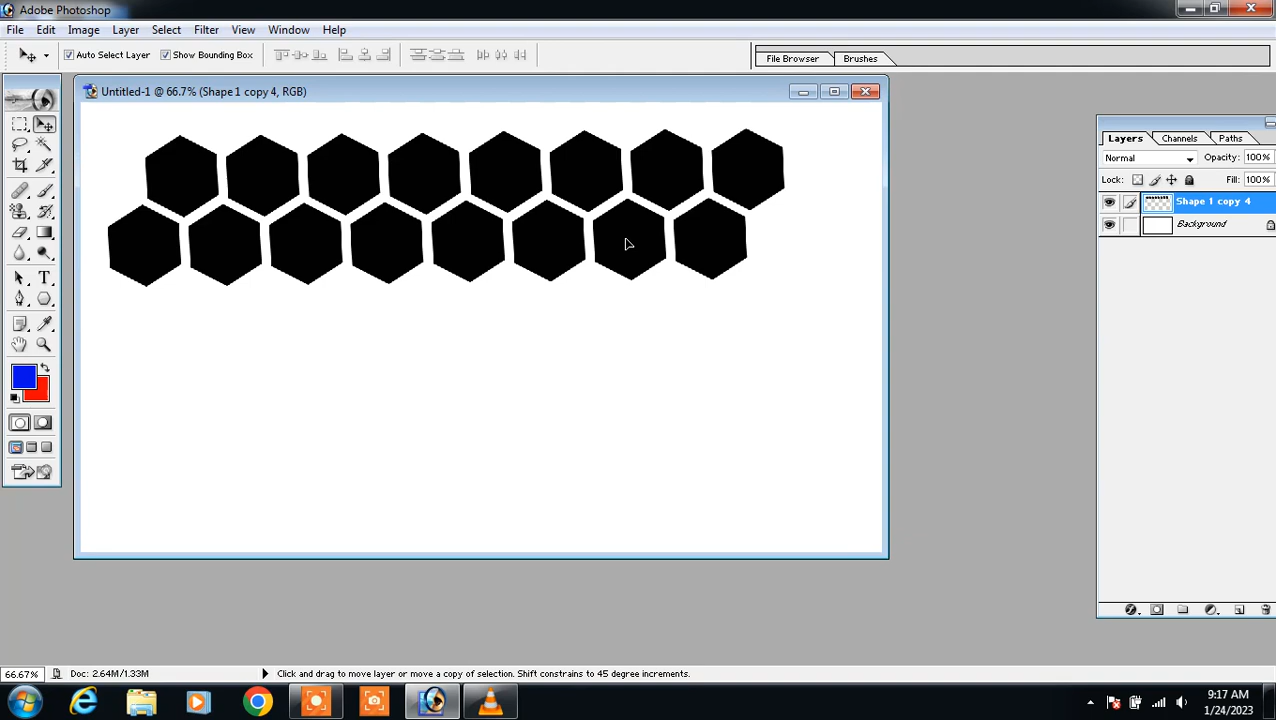 Adobe Photoshop
File Edit Image Layer Select Filter View Window Help
Auto Select Layer Show Bounding Box File Browser Brushes
Untitled-1 @ 66.7% (Shape 1 copy 4, RGB)
Layers Channels Paths
Normal Opacity: 100%
Lock: Fill: 100%
Shape 1 copy 4
Background
66.67% Doc: 2.64M/1.33M Click and drag to move layer or move a copy of selection. Shift constrains to 45 degree increments.
9:17 AM
1/24/2023